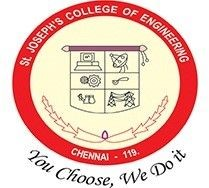 St. JOSEPH'S COLLEGE OF ENGINEERING
CHENNAI - 119.
You Choose, We Do it